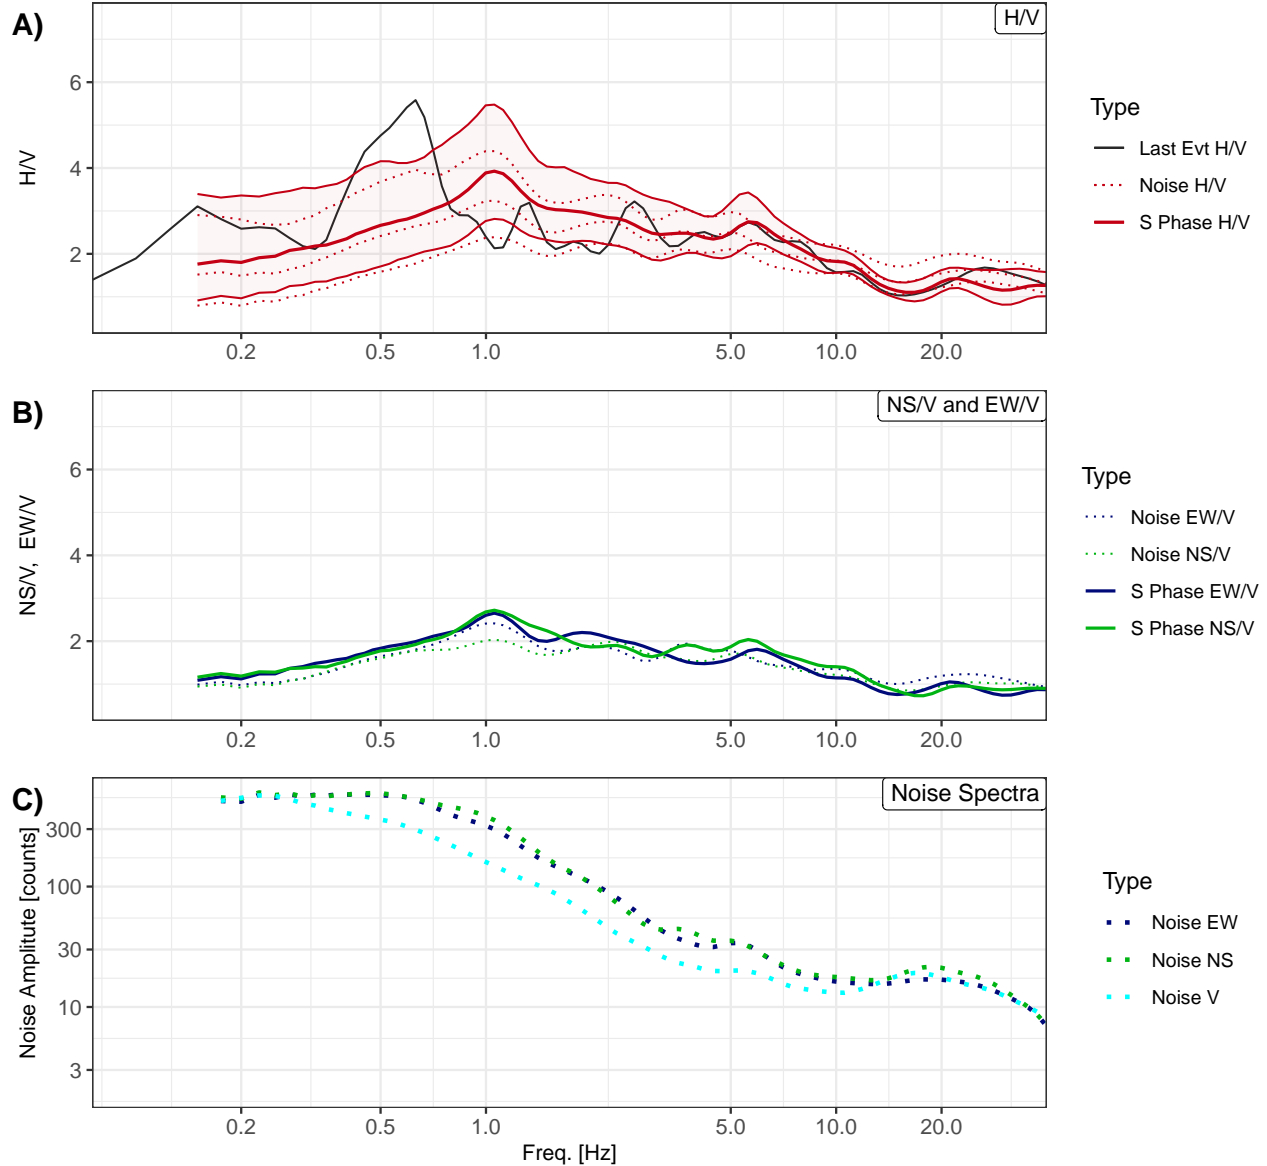 A)
H/V
6
4
2
H/V
0.2 0.5 1.0 5.0 10.0 20.0
Type
Last Evt H/V
Noise H/V
S Phase H/V
B)
NS/V and EW/V
6
4
2
NS/V, EW/V
0.2 0.5 1.0 5.0 10.0 20.0
Type
Noise EW/V
Noise NS/V
S Phase EW/V
S Phase NS/V
C)
Noise Spectra
300
100
30
10
3
Noise Amplitute [counts]
0.2 0.5 1.0 5.0 10.0 20.0
Freq. [Hz]
Type
Noise EW
Noise NS
Noise V